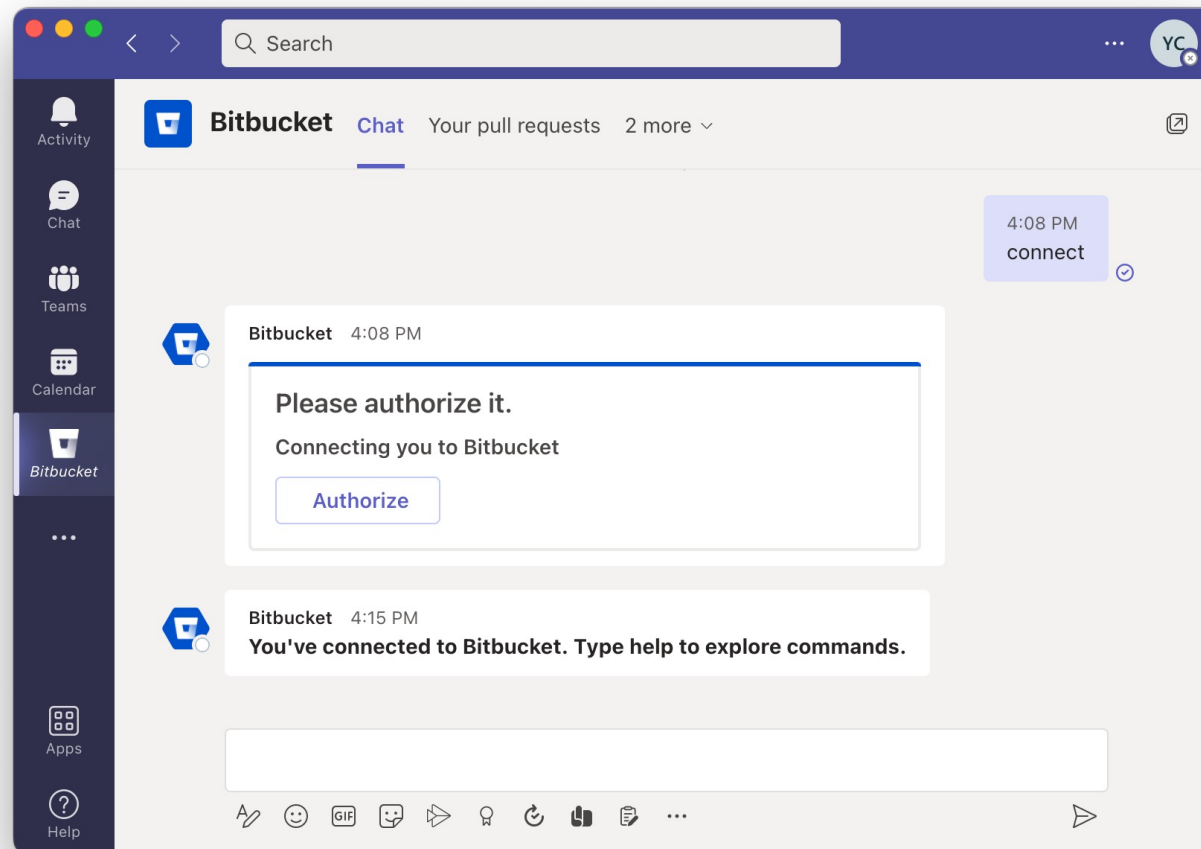 Search
YC
Activity
Chat
Teams
Calendar
Bitbucket
Apps
Help
Bitbucket Chat Your pull requests 2 more
4:08 PM
connect
Bitbucket 4:08 PM
Please authorize it.
Connecting you to Bitbucket
Authorize
Bitbucket 4:15 PM
You've connected to Bitbucket. Type help to explore commands.
GIF